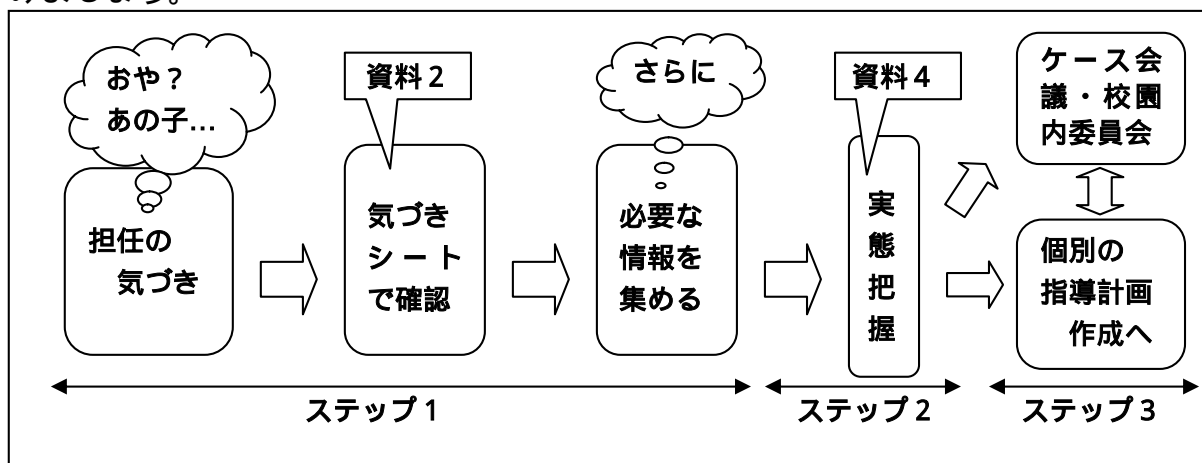 おや?
あの子…
担任の
気づき
資料2
気づき
シート
で確認
さらに
必要な
情報を
集める
資料4
実態把握
ケース会
議・校園
内委員会
個別の
指導計画
作成へ
ステップ1
ステップ2
ステップ3